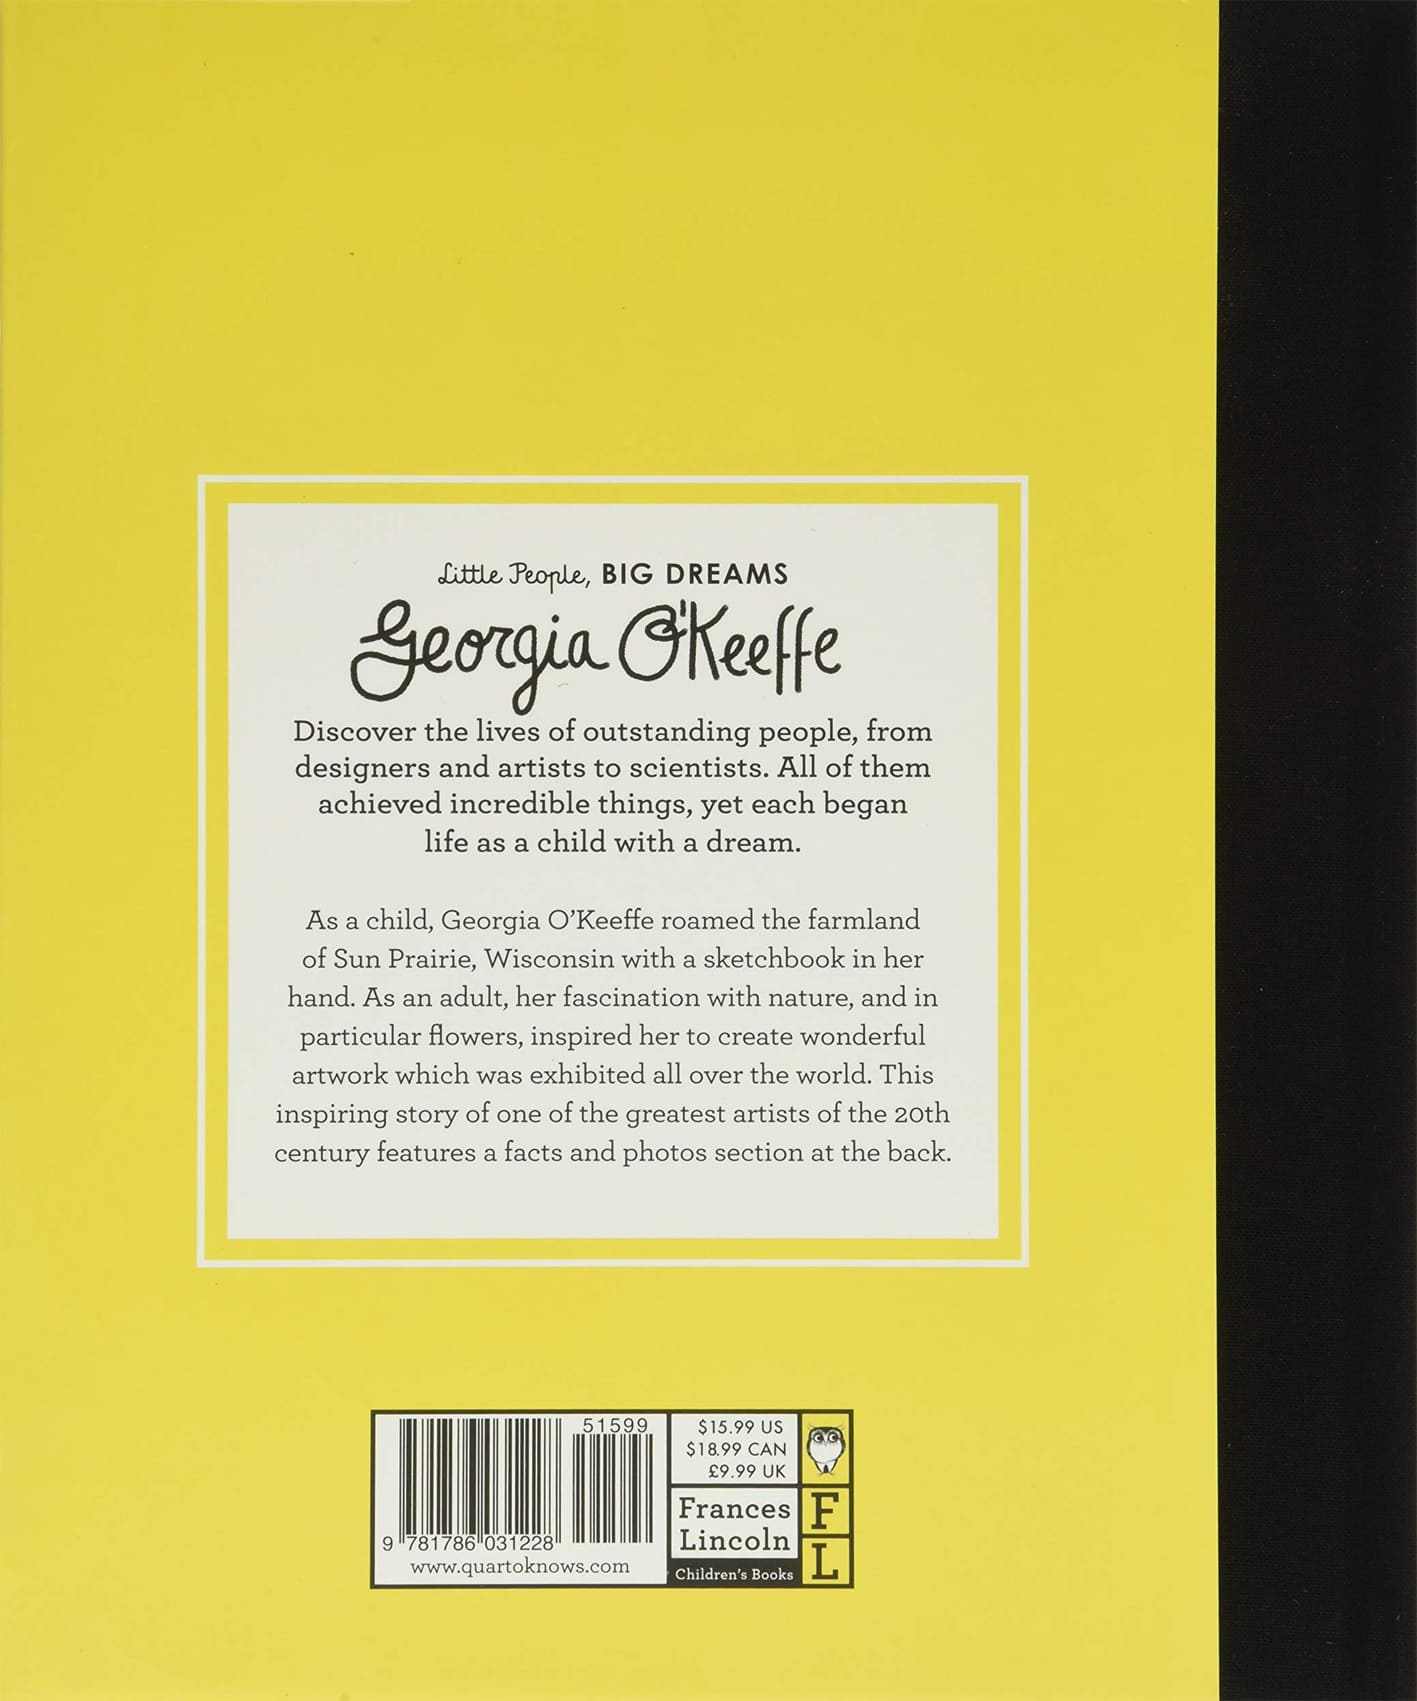 Little People, BIG DREAMS
Georgia O'Keeffe
Discover the lives of outstanding people, from
designers and artists to scientists. All of them
achieved incredible things, yet each began
life as a child with a dream.
As a child, Georgia O’Keeffe roamed the farmland
of Sun Prairie, Wisconsin with a sketchbook in her
hand. As an adult, her fascination with nature, and in
particular flowers, inspired her to create wonderful
artwork which was exhibited all over the world. This
inspiring story of one of the greatest artists of the 20th
century features a facts and photos section at the back.
51599
9 781786 031228
www.quartoknows.com
$15.99 US
$18.99 CAN
£9.99 UK
Frances
Lincoln
Children's Books
F
L